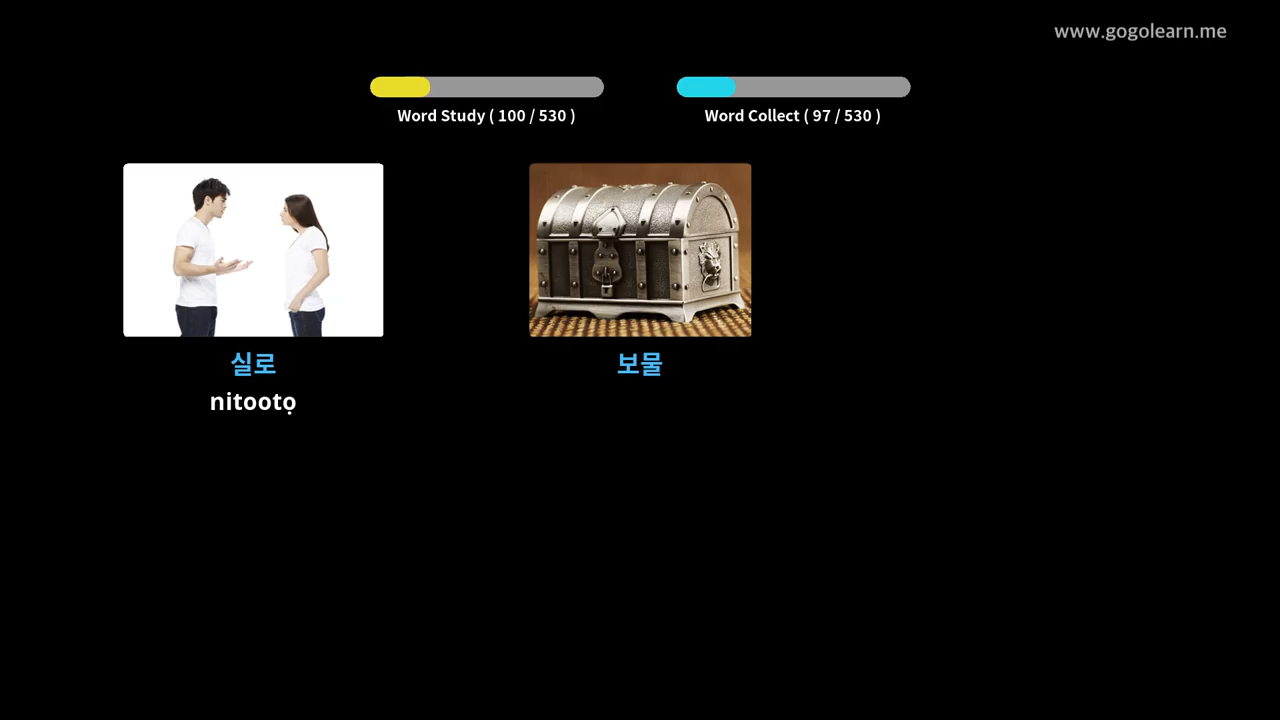 www.gogolearn.me
Word Study ( 100 / 530 )
Word Collect ( 97 / 530 )
실로
nitootọ
보물